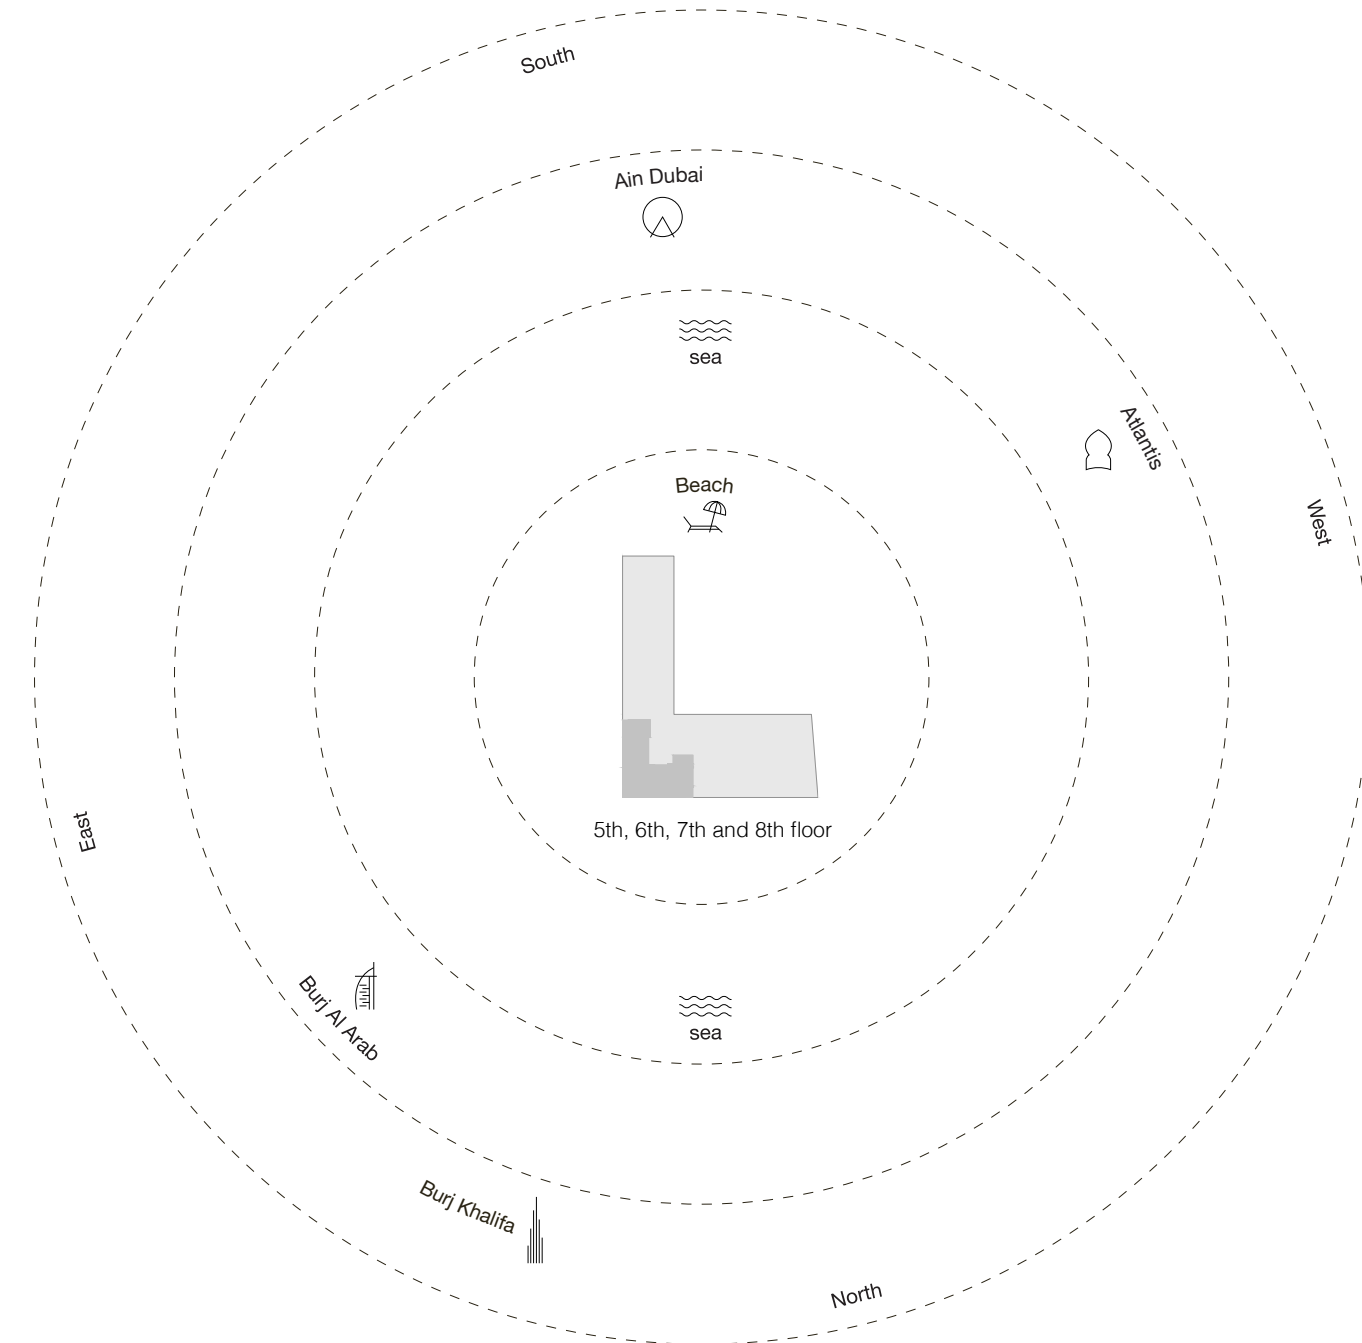 South
Ain Dubai
sea
Atlantis
Beach
West
5th, 6th, 7th and 8th floor
East
Burj Al Arab
sea
Burj Khalifa
North